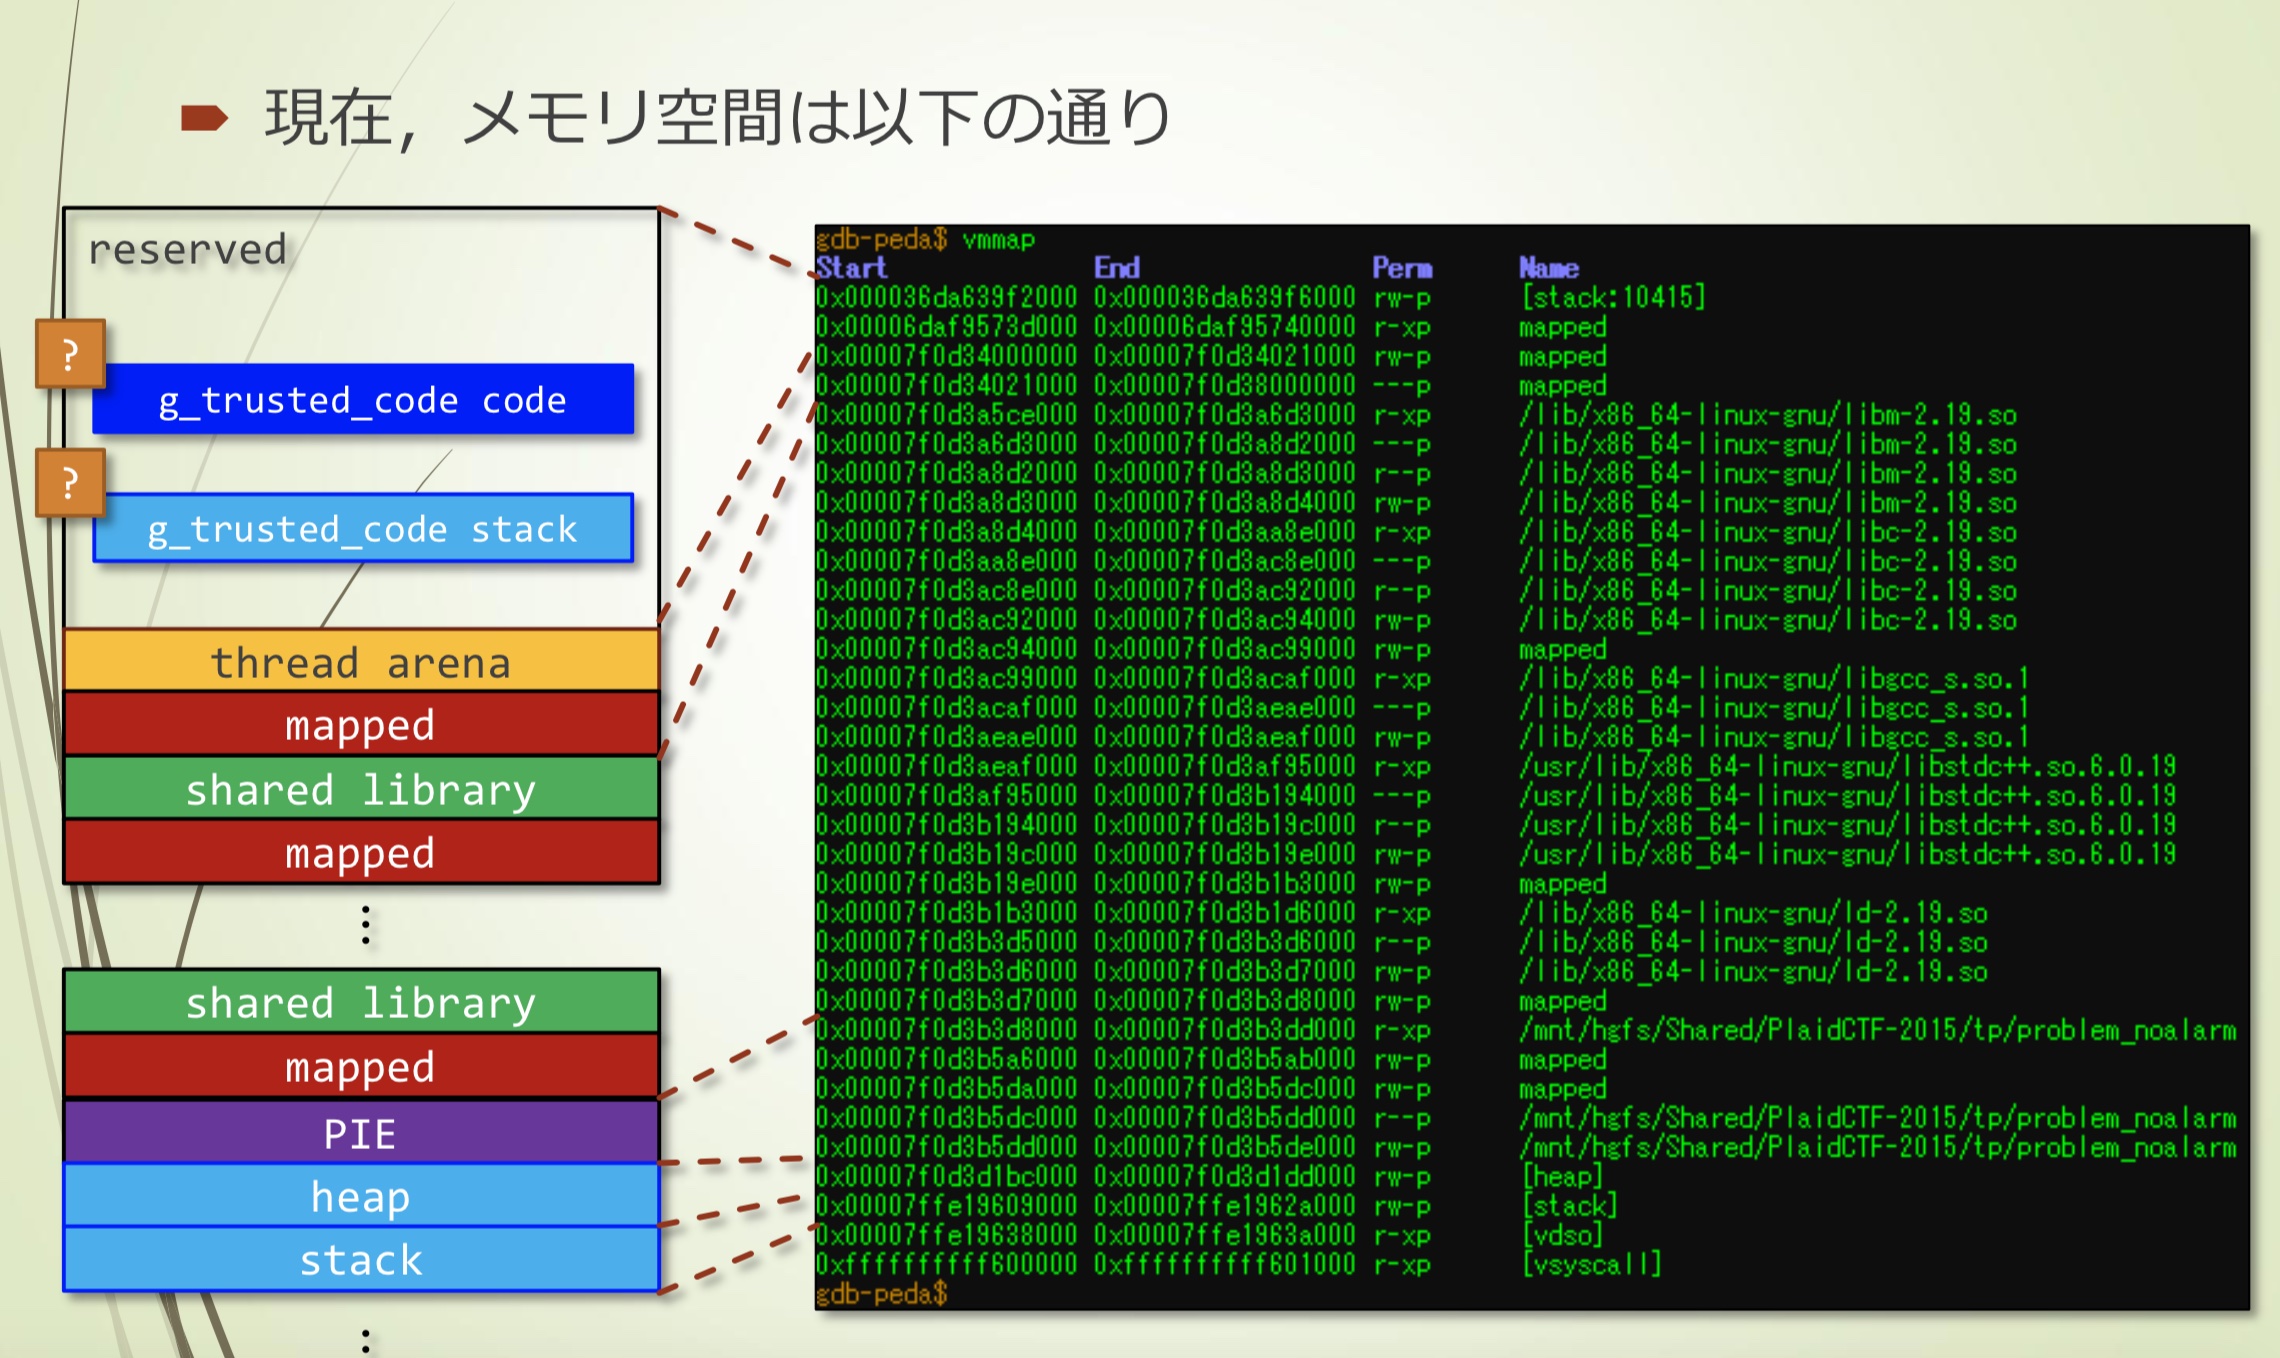 現在，メモリ空間は以下の通り
reserved
?
g_trusted_code code
?
g_trusted_code stack
thread arena
mapped
shared library
mapped
⋮
shared library
mapped
PIE
heap
stack
gdb-peda$ vmmap
Start End Perm Name
0x000036da639f2000 0x000036da639f6000 rw-p [stack:10415]
0x00006daf9573d000 0x00006daf95740000 r-xp mapped
0x00007f0d34000000 0x00007f0d34021000 rw-p mapped
0x00007f0d34021000 0x00007f0d38000000 ---p mapped
0x00007f0d3a5ce000 0x00007f0d3a6d3000 r-xp /lib/x86_64-linux-gnu/libm-2.19.so
0x00007f0d3a6d3000 0x00007f0d3a8d2000 ---p /lib/x86_64-linux-gnu/libm-2.19.so
0x00007f0d3a8d2000 0x00007f0d3a8d3000 r--p /lib/x86_64-linux-gnu/libm-2.19.so
0x00007f0d3a8d3000 0x00007f0d3a8d4000 rw-p /lib/x86_64-linux-gnu/libm-2.19.so
0x00007f0d3a8d4000 0x00007f0d3aa8e000 r-xp /lib/x86_64-linux-gnu/libc-2.19.so
0x00007f0d3aa8e000 0x00007f0d3ac8e000 ---p /lib/x86_64-linux-gnu/libc-2.19.so
0x00007f0d3ac8e000 0x00007f0d3ac92000 r--p /lib/x86_64-linux-gnu/libc-2.19.so
0x00007f0d3ac92000 0x00007f0d3ac94000 rw-p /lib/x86_64-linux-gnu/libc-2.19.so
0x00007f0d3ac94000 0x00007f0d3ac99000 rw-p mapped
0x00007f0d3ac99000 0x00007f0d3acaf000 r-xp /lib/x86_64-linux-gnu/libgcc_s.so.1
0x00007f0d3acaf000 0x00007f0d3aeae000 ---p /lib/x86_64-linux-gnu/libgcc_s.so.1
0x00007f0d3aeae000 0x00007f0d3aeaf000 rw-p /lib/x86_64-linux-gnu/libgcc_s.so.1
0x00007f0d3aeaf000 0x00007f0d3af95000 r-xp /usr/lib/x86_64-linux-gnu/libstdc++.so.6.0.19
0x00007f0d3af95000 0x00007f0d3b194000 ---p /usr/lib/x86_64-linux-gnu/libstdc++.so.6.0.19
0x00007f0d3b194000 0x00007f0d3b19c000 r--p /usr/lib/x86_64-linux-gnu/libstdc++.so.6.0.19
0x00007f0d3b19c000 0x00007f0d3b19e000 rw-p /usr/lib/x86_64-linux-gnu/libstdc++.so.6.0.19
0x00007f0d3b19e000 0x00007f0d3b1b3000 rw-p mapped
0x00007f0d3b1b3000 0x00007f0d3b1d6000 r-xp /lib/x86_64-linux-gnu/ld-2.19.so
0x00007f0d3b3d5000 0x00007f0d3b3d6000 r--p /lib/x86_64-linux-gnu/ld-2.19.so
0x00007f0d3b3d6000 0x00007f0d3b3d7000 rw-p /lib/x86_64-linux-gnu/ld-2.19.so
0x00007f0d3b3d7000 0x00007f0d3b3d8000 rw-p mapped
0x00007f0d3b3d8000 0x00007f0d3b3dd000 r-xp /mnt/hgfs/Shared/PlaidCTF-2015/tp/problem_noalarm
0x00007f0d3b5a6000 0x00007f0d3b5ab000 rw-p mapped
0x00007f0d3b5da000 0x00007f0d3b5dc000 rw-p mapped
0x00007f0d3b5dc000 0x00007f0d3b5dd000 r--p /mnt/hgfs/Shared/PlaidCTF-2015/tp/problem_noalarm
0x00007f0d3b5dd000 0x00007f0d3b5de000 rw-p /mnt/hgfs/Shared/PlaidCTF-2015/tp/problem_noalarm
0x00007f0d3d1bc000 0x00007f0d3d1dd000 rw-p [heap]
0x00007ffe19609000 0x00007ffe1962a000 rw-p [stack]
0x00007ffe19638000 0x00007ffe1963a000 r-xp [vdso]
0xffffffffff600000 0xffffffffff601000 r-xp [vsyscall]
gdb-peda$